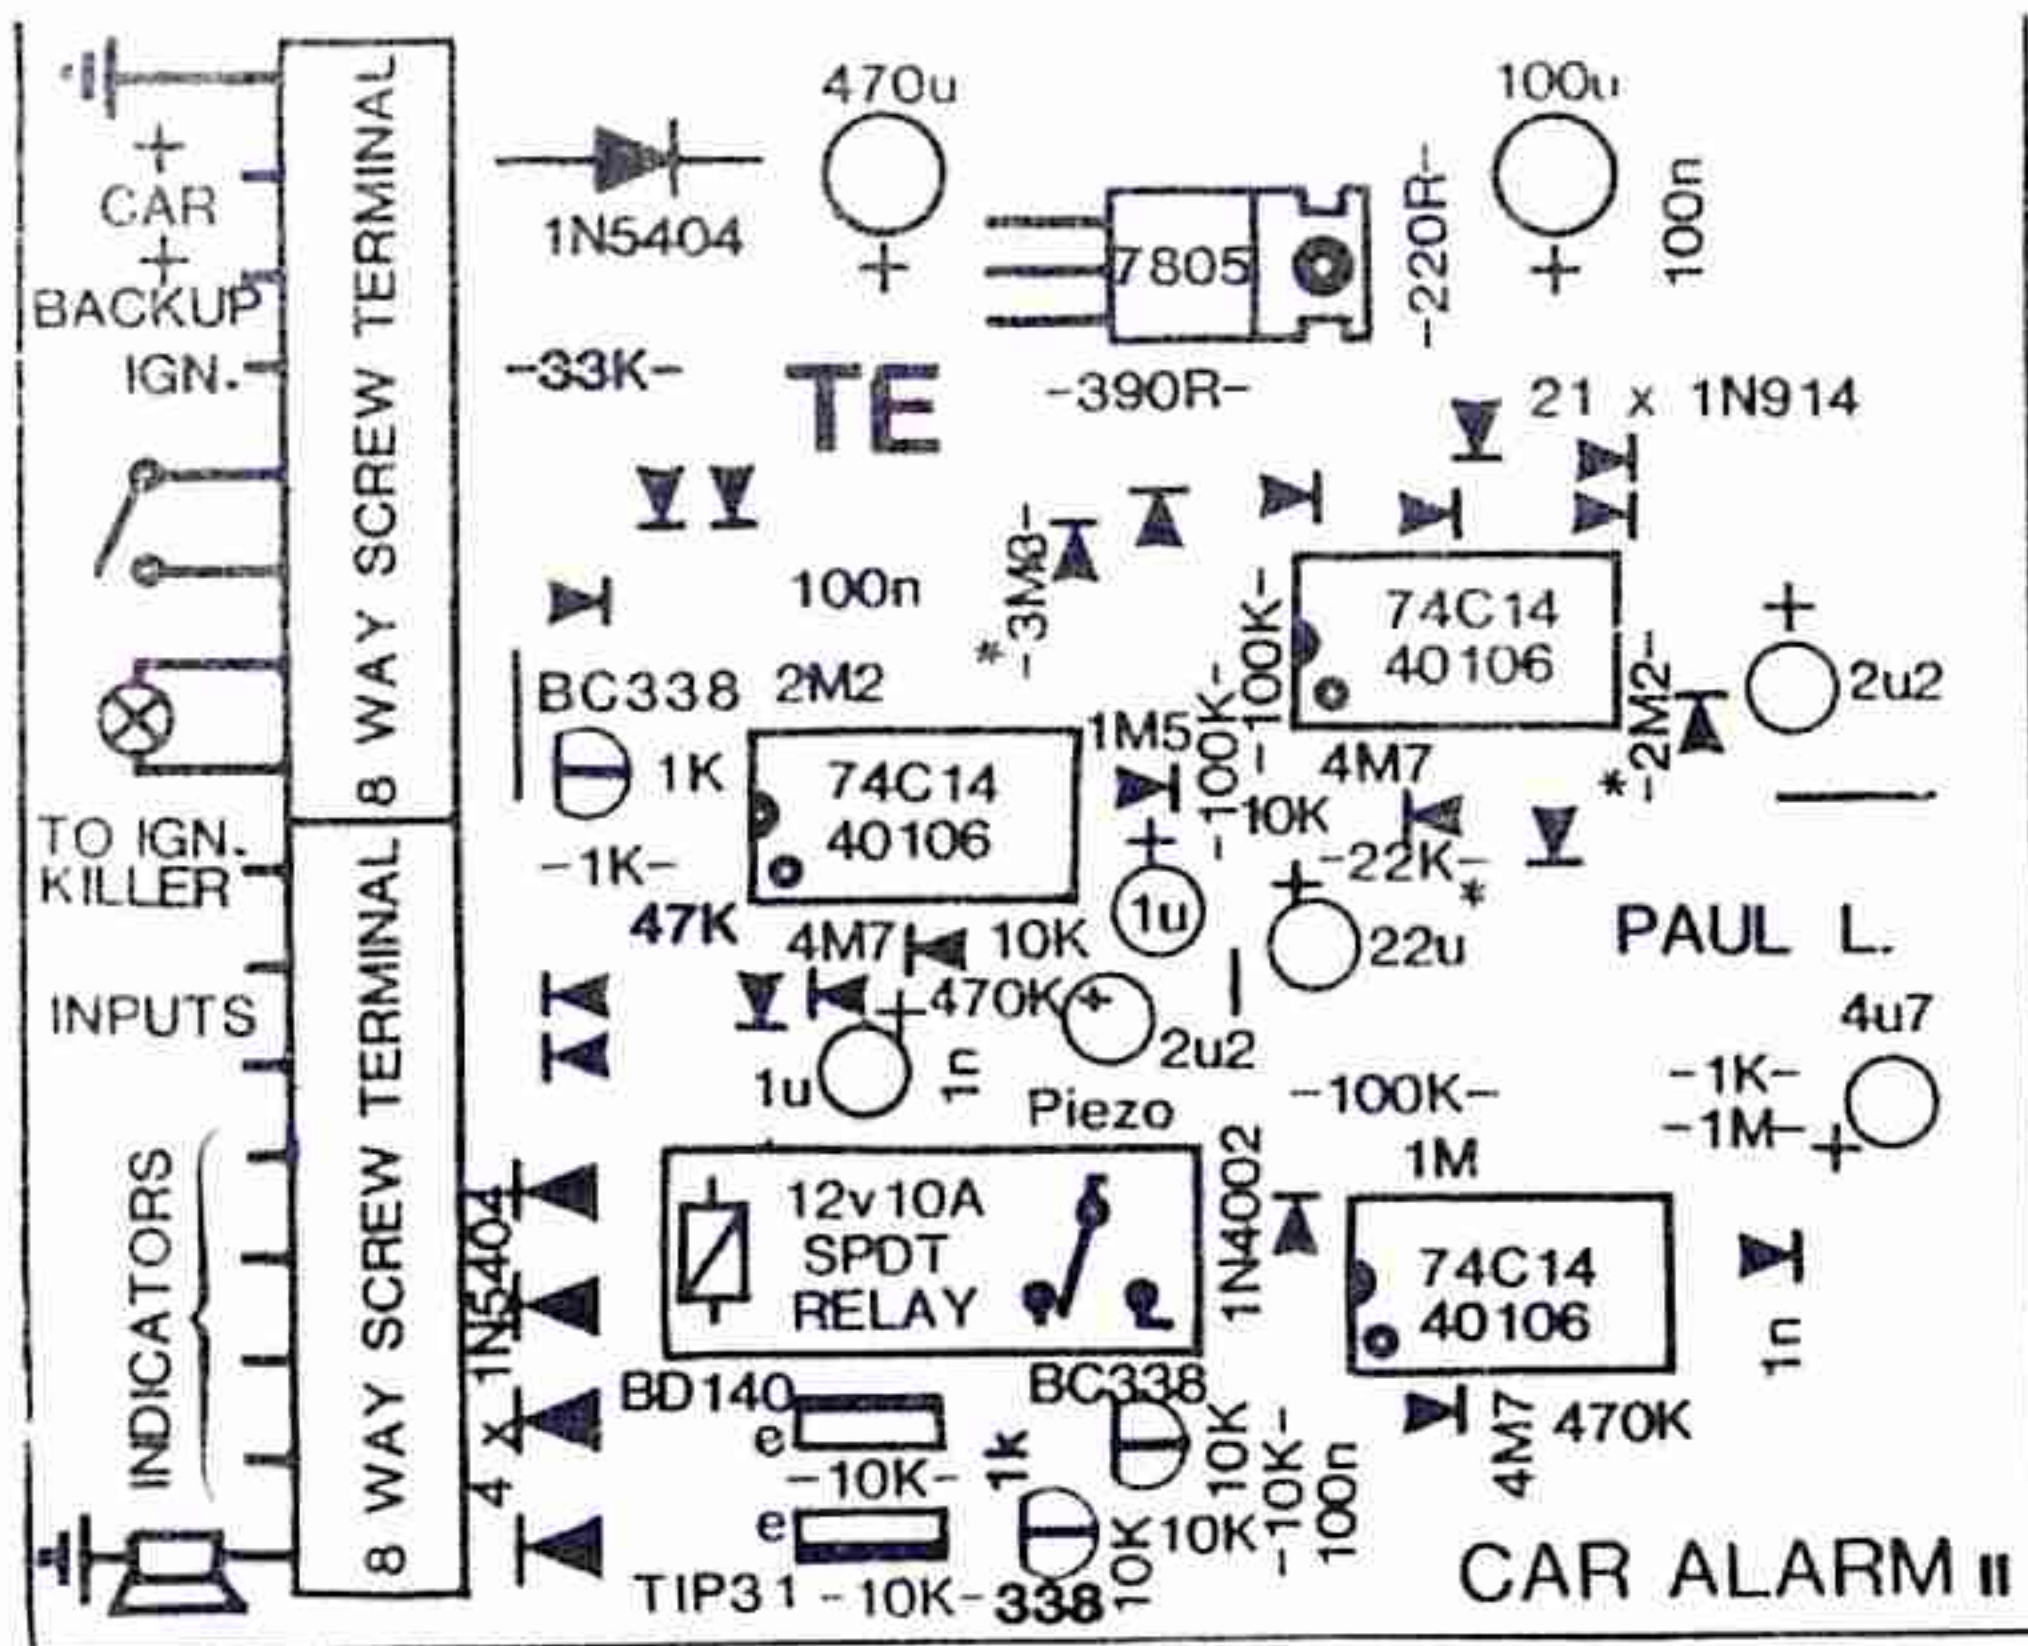 +
CAR
+
BACKUP
IGN.
TO IGN.
KILLER
INPUTS
INDICATORS
8 WAY SCREW TERMINAL
8 WAY SCREW TERMINAL
1N5404
470u
+
7805
-220R-
100u
+
100n
-33K-
TE
-390R-
21 x 1N914
100n
*-3M3-
-100K-
74C14
40106
+
2u2
*-2M2-
BC338
2M2
1K
74C14
40106
1M5
-100K-
4M7
10K
-1K-
+
1u
-22K-
*
+
22u
47K
4M7
10K
PAUL L.
+
470K
+
2u2
1u
1n
Piezo
4u7
-100K-
-1K-
-1M-
+
1M
4 x 1N5404
12v10A
SPDT
RELAY
1N4002
74C14
40106
1n
BD140
BC338
e
-10K-
1k
10K
-10K-
100n
4M7
470K
e
10K
10K
TIP31
-10K-
338
CAR ALARM II